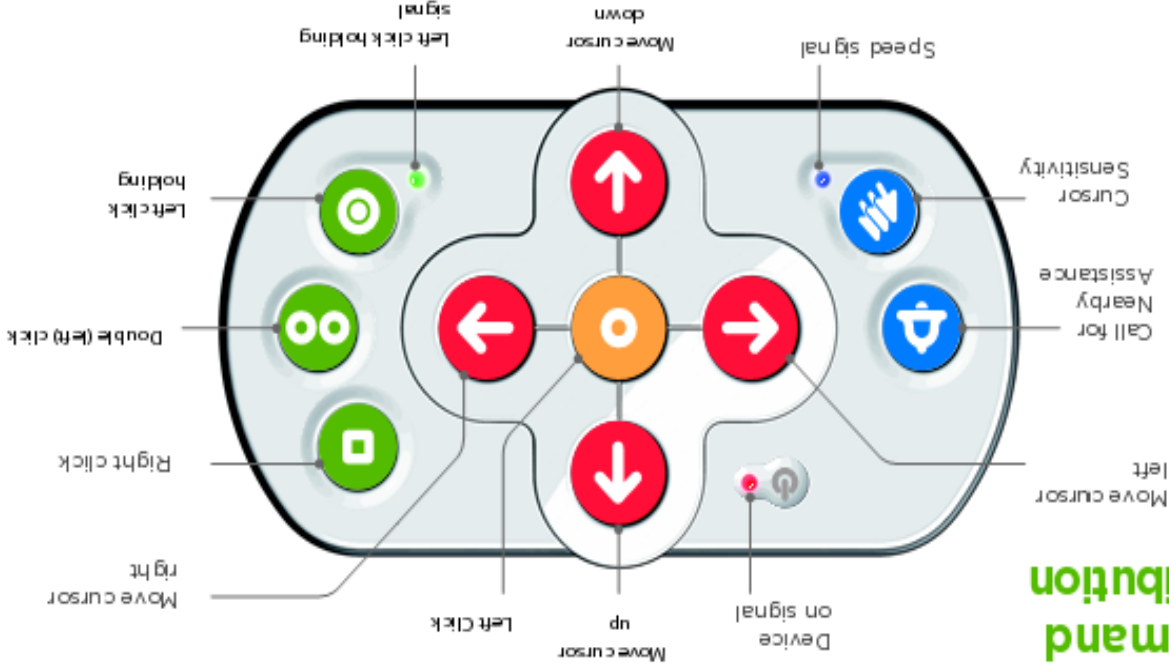 mand
ibution
Device
on signal
Move cursor
up
Left Click
Move cursor
right
Move cursor
left
Right click
Call for
Nearby
Assistance
Double (left) click
Cursor
Sensitivity
Left click
holding
Speed signal
Move cursor
down
Left click holding
signal